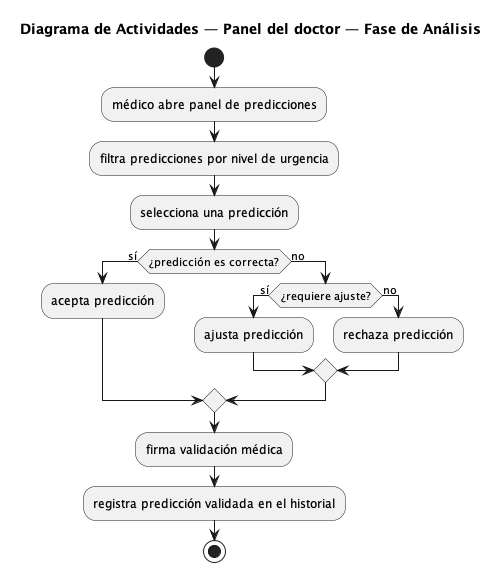 Diagrama de Actividades — Panel del doctor — Fase de Análisis
médico abre panel de predicciones
filtra predicciones por nivel de urgencia
selecciona una predicción
sí
¿predicción es correcta?
no
acepta predicción
sí
¿requiere ajuste?
no
ajusta predicción
rechaza predicción
firma validación médica
registra predicción validada en el historial